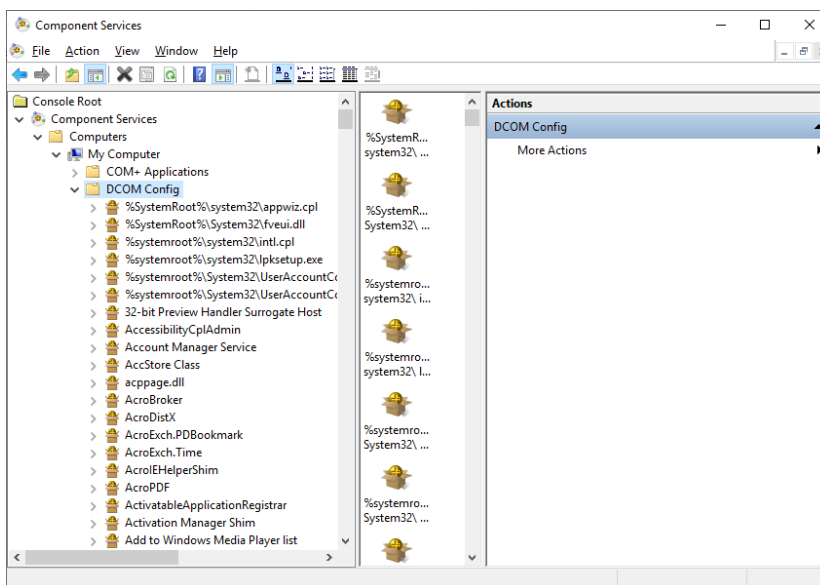 Component Services
File Action View Window Help
Console Root
Component Services
Computers
My Computer
COM+ Applications
DCOM Config
%SystemRoot%\system32\appwiz.cpl
%SystemRoot%\System32\fveui.dll
%systemroot%\system32\intl.cpl
%systemroot%\system32\lpksetup.exe
%systemroot%\System32\UserAccountCo
%systemroot%\System32\UserAccountCo
32-bit Preview Handler Surrogate Host
AccessibilityCplAdmin
Account Manager Service
AccStore Class
acppage.dll
AcroBroker
AcroDistX
AcroExch.PDBookmark
AcroExch.Time
AcroIEHelperShim
AcroPDF
ActivatableApplicationRegistrar
Activation Manager Shim
Add to Windows Media Player list
%SystemR...
system32\ ...
%SystemR...
System32\ ...
%systemro...
system32\ i...
%systemro...
system32\ l...
%systemro...
System32\ ...
%systemro...
System32\ ...
Actions
DCOM Config
More Actions